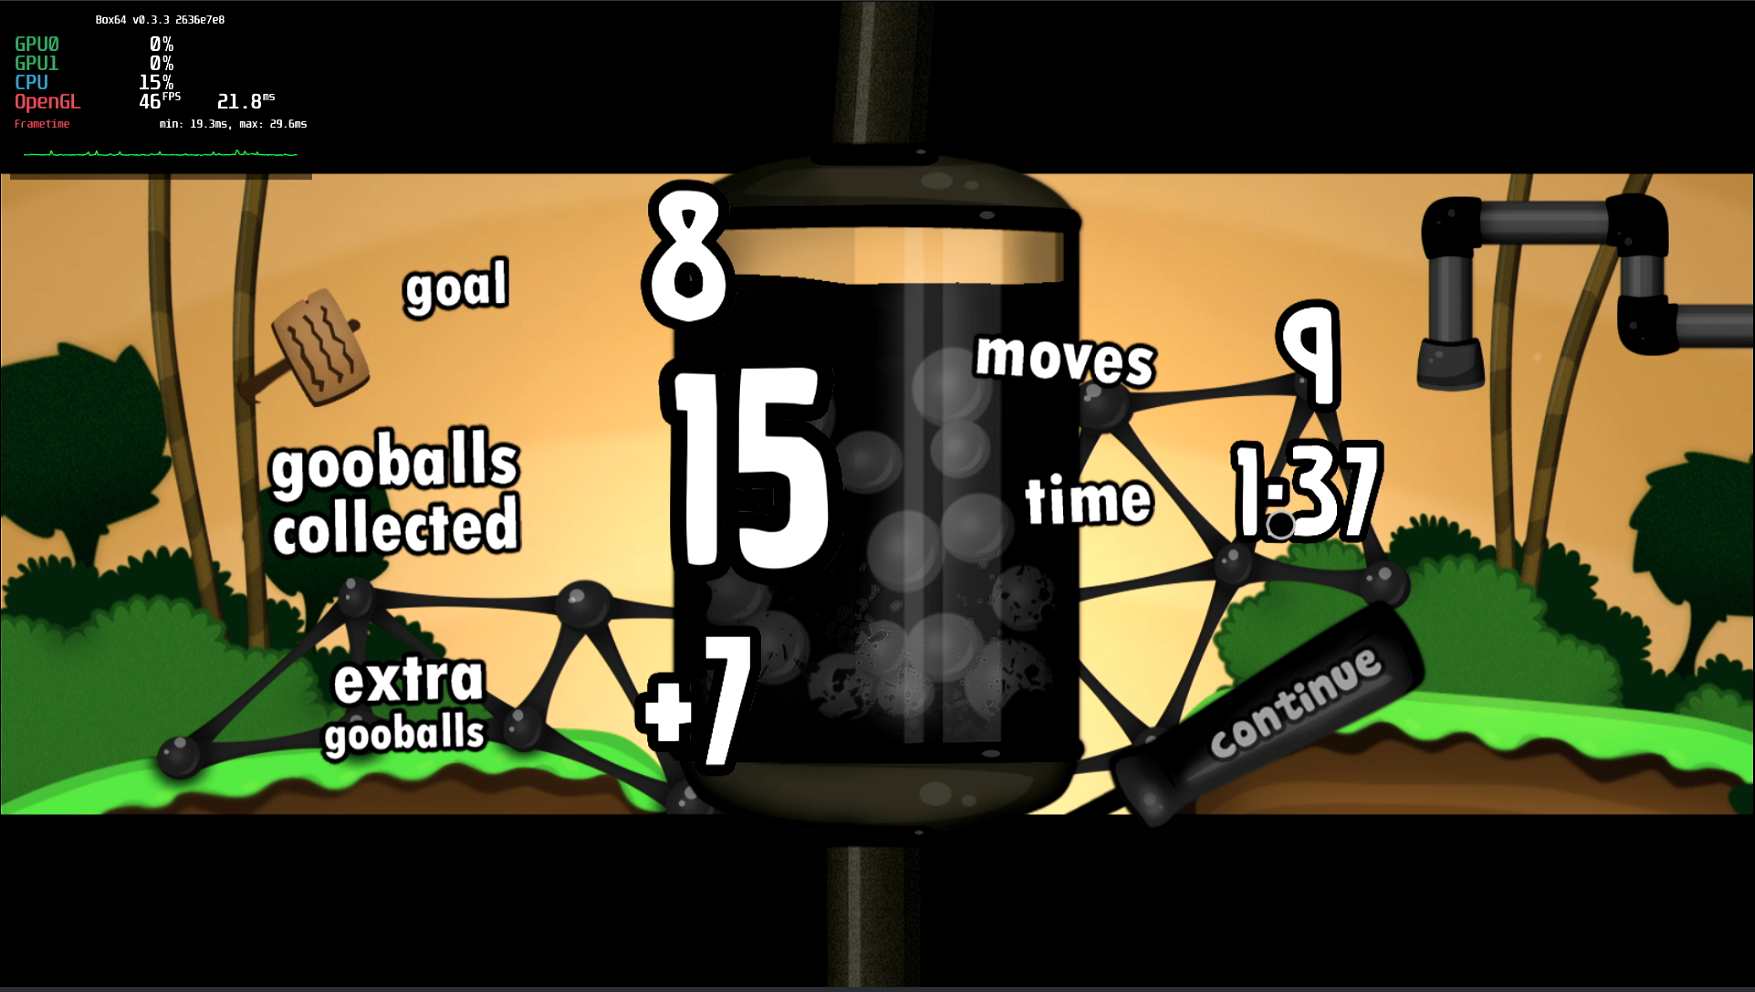 Box64 v0.3.3 2636e7e8
GPU0 0%
GPU1 0%
CPU 15%
OpenGL 46FPS 21.8ms
Frametime min: 19.3ms, max: 29.6ms
goal 8
gooballs
collected 15
extra
gooballs +7
moves 9
time 1:37
continue